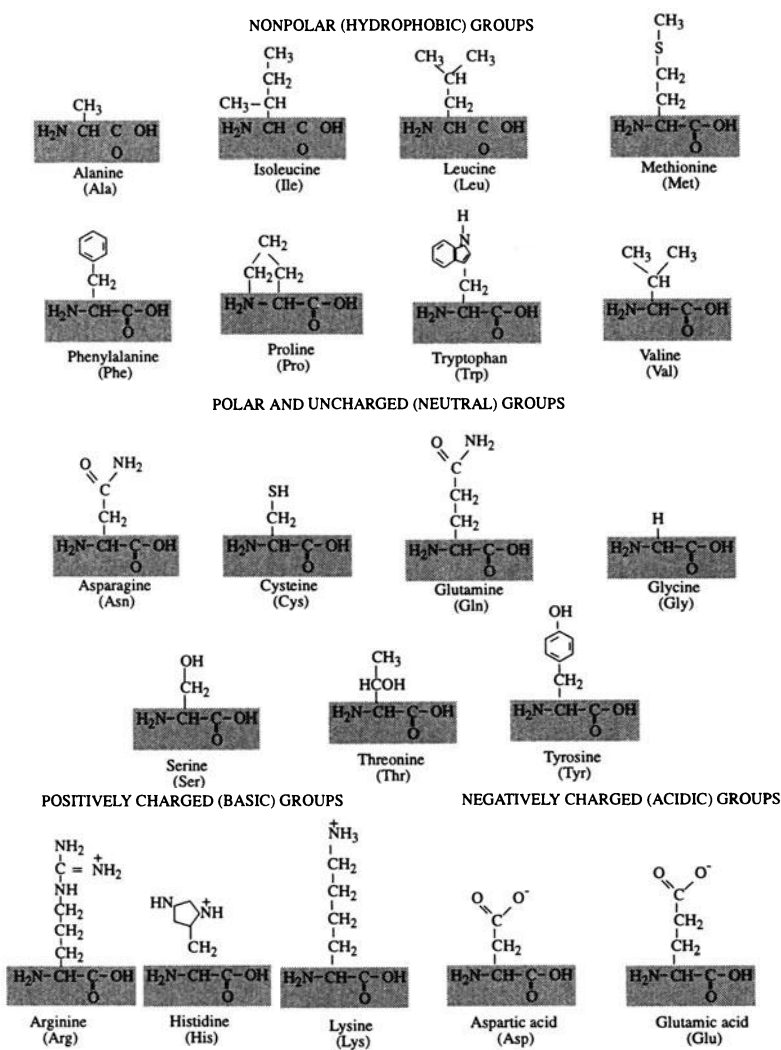 NONPOLAR (HYDROPHOBIC) GROUPS
CH3
H2N CH C OH
O
Alanine
(Ala)
CH3
CH2
CH3-CH
H2N CH C OH
O
Isoleucine
(Ile)
CH3 CH3
CH
CH2
H2N CH C OH
O
Leucine
(Leu)
CH3
S
CH2
CH2
H2N-CH-C-OH
O
Methionine
(Met)
CH2
H2N-CH-C-OH
O
Phenylalanine
(Phe)
CH2
CH2 CH2
H2N-CH-C-OH
O
Proline
(Pro)
H
N
CH2
H2N-CH-C-OH
O
Tryptophan
(Trp)
CH3 CH3
CH
H2N-CH-C-OH
O
Valine
(Val)
POLAR AND UNCHARGED (NEUTRAL) GROUPS
O NH2
C
CH2
H2N-CH-C-OH
O
Asparagine
(Asn)
SH
CH2
H2N-CH-C-OH
O
Cysteine
(Cys)
O NH2
C
CH2
CH2
H2N-CH-C-OH
O
Glutamine
(Gln)
H
H2N-CH-C-OH
O
Glycine
(Gly)
OH
CH2
H2N-CH-C-OH
O
Serine
(Ser)
CH3
HCOH
H2N-CH-C-OH
O
Threonine
(Thr)
OH
CH2
H2N-CH-C-OH
O
Tyrosine
(Tyr)
POSITIVELY CHARGED (BASIC) GROUPS
NH2
+
C = NH2
NH
CH2
CH2
CH2
H2N-CH-C-OH
O
Arginine
(Arg)
+
HN NH
CH2
H2N-CH-C-OH
O
Histidine
(His)
+
NH3
CH2
CH2
CH2
CH2
H2N-CH-C-OH
O
Lysine
(Lys)
NEGATIVELY CHARGED (ACIDIC) GROUPS
O O-
C
CH2
H2N-CH-C-OH
O
Aspartic acid
(Asp)
O O-
C
CH2
CH2
H2N-CH-C-OH
O
Glutamic acid
(Glu)